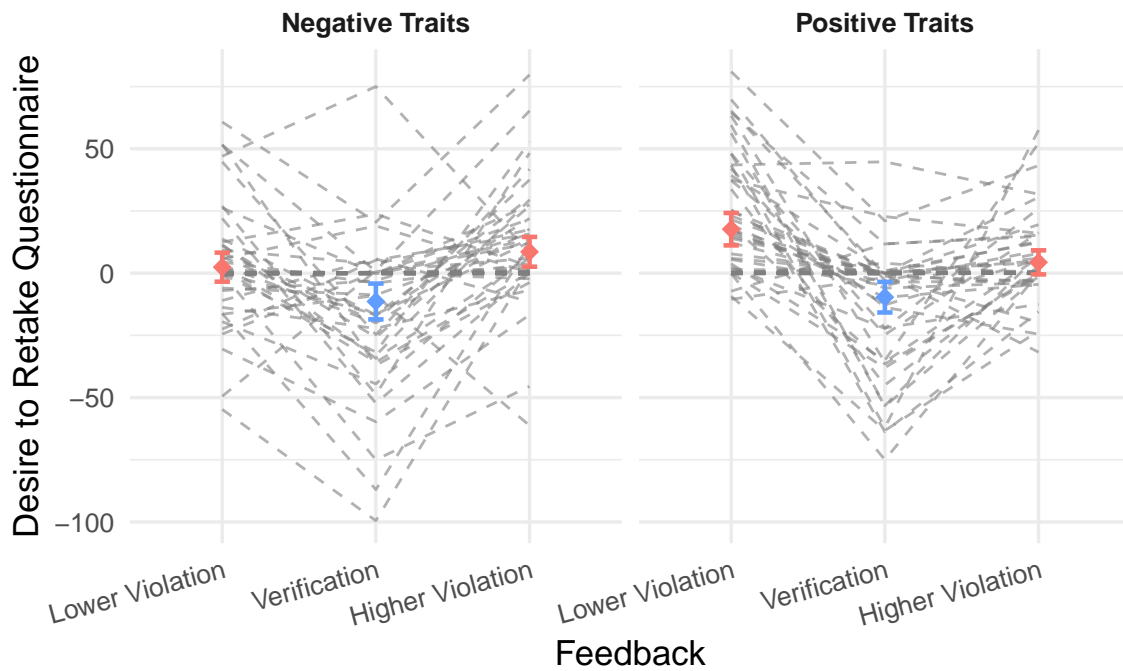 Negative Traits
Positive Traits
Desire to Retake Questionnaire
50
0
−50
−100
Lower Violation
Verification
Higher Violation
Lower Violation
Verification
Higher Violation
Feedback